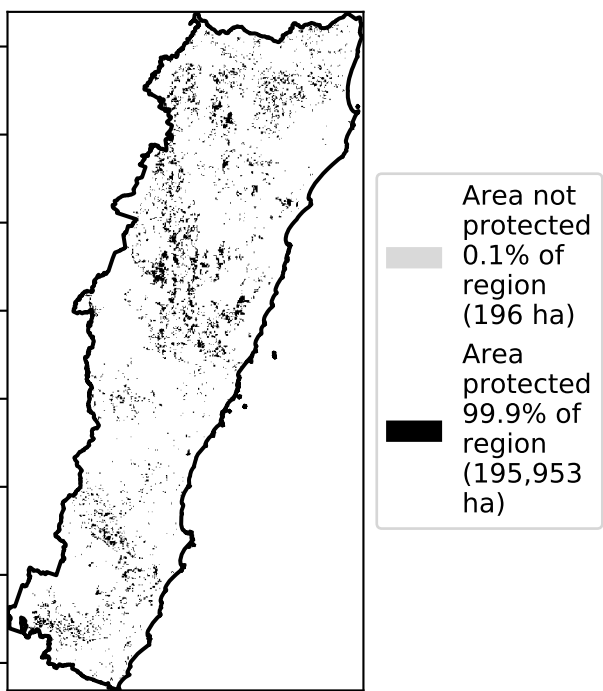 Area not
protected
0.1% of
region
(196 ha)
Area
protected
99.9% of
region
(195,953
ha)